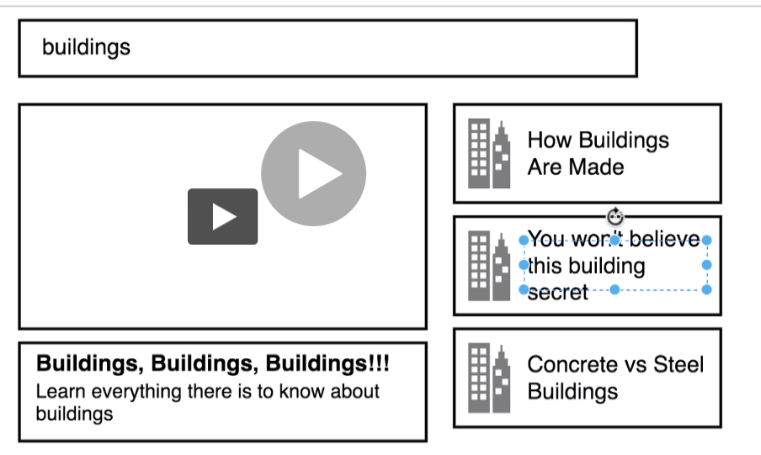 buildings
Buildings, Buildings, Buildings!!!
Learn everything there is to know about
buildings
How Buildings
Are Made
You won't believe
this building
secret
Concrete vs Steel
Buildings